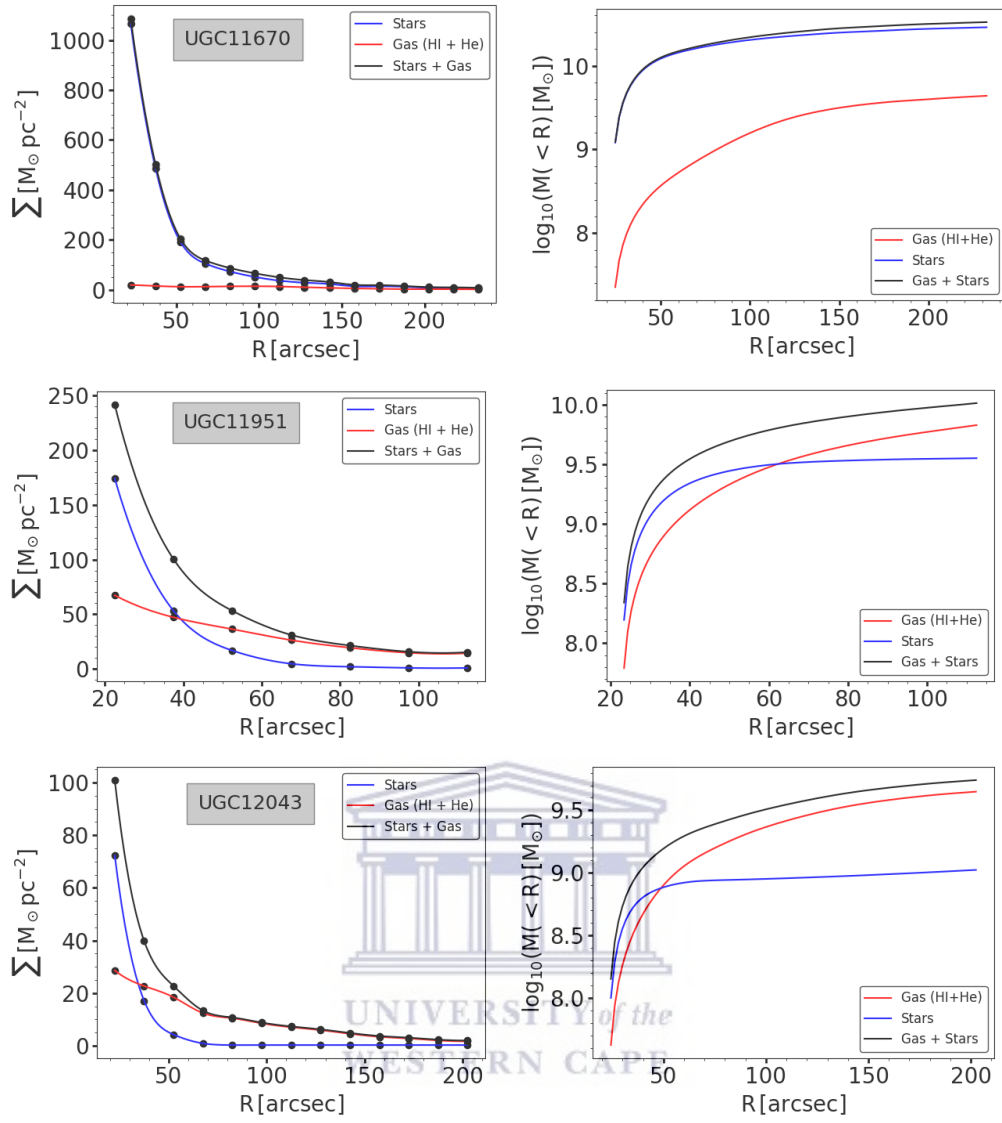 UGC11670
Stars
Gas (HI + He)
Stars + Gas
∑ [M⊙ pc⁻²]
0
200
400
600
800
1000
50
100
150
200
R [arcsec]
log₁₀(M( < R) [M⊙])
8
9
10
Gas (HI+He)
Stars
Gas + Stars
50
100
150
200
R [arcsec]
UGC11951
Stars
Gas (HI + He)
Stars + Gas
∑ [M⊙ pc⁻²]
0
50
100
150
200
250
20
40
60
80
100
R [arcsec]
log₁₀(M( < R) [M⊙])
8.0
8.5
9.0
9.5
10.0
Gas (HI+He)
Stars
Gas + Stars
20
40
60
80
100
R [arcsec]
UGC12043
Stars
Gas (HI + He)
Stars + Gas
∑ [M⊙ pc⁻²]
0
20
40
60
80
100
50
100
150
200
R [arcsec]
log₁₀(M( < R) [M⊙])
8.0
8.5
9.0
9.5
Gas (HI+He)
Stars
Gas + Stars
50
100
150
200
R [arcsec]
UNIVERSITY of the
WESTERN CAPE